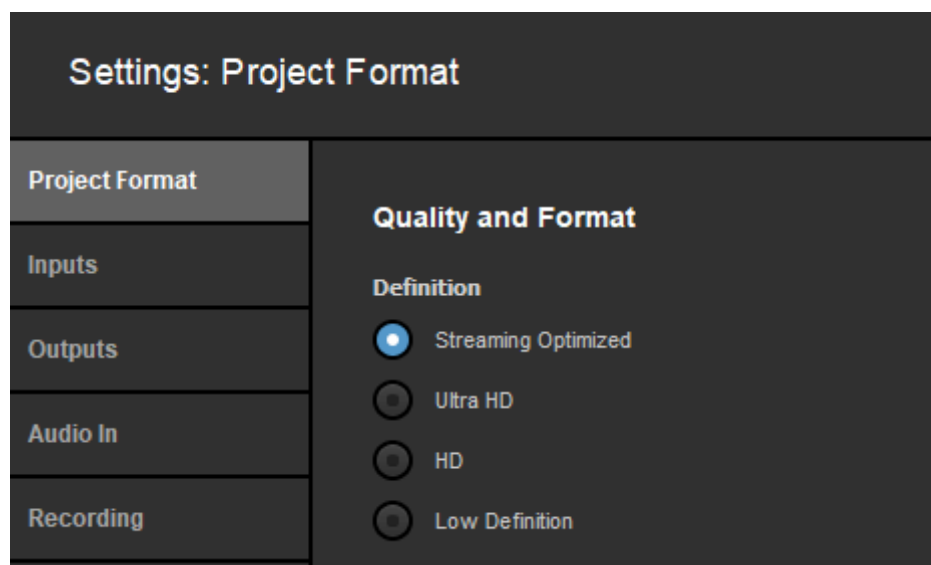 Settings: Project Format
Project Format
Inputs
Outputs
Audio In
Recording
Quality and Format
Definition
Streaming Optimized
Ultra HD
HD
Low Definition